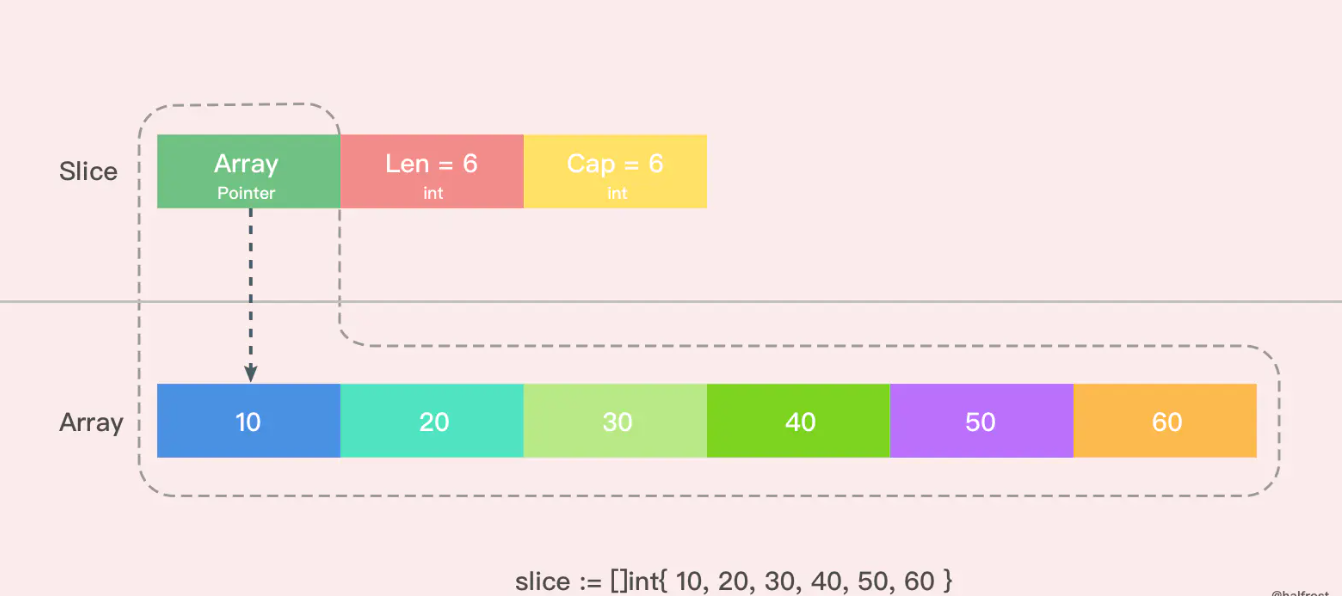 Slice
Array
Pointer
Len = 6
int
Cap = 6
int
Array
10
20
30
40
50
60
slice := []int{ 10, 20, 30, 40, 50, 60 }
@halfrost